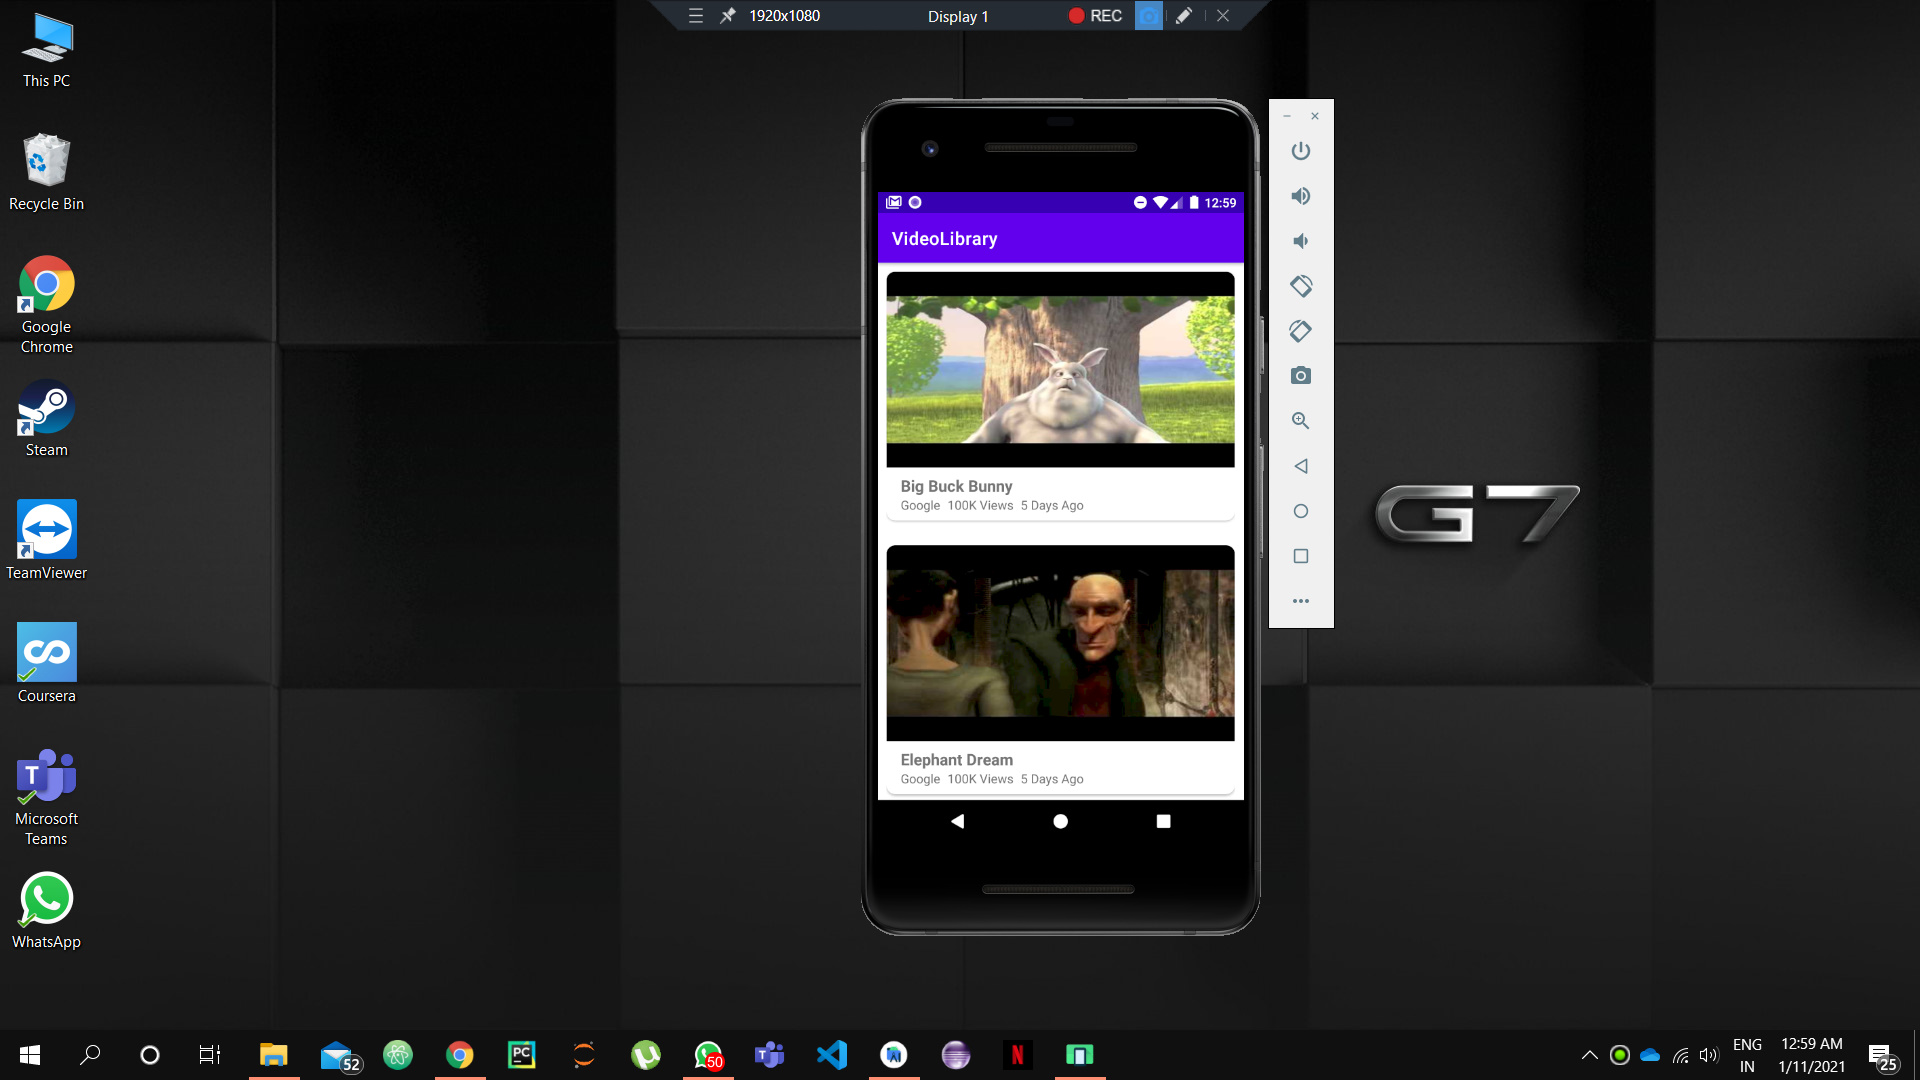 1920x1080
Display 1
REC
This PC
Recycle Bin
Google
Chrome
Steam
TeamViewer
Coursera
T
Microsoft
Teams
WhatsApp
12:59
VideoLibrary
Big Buck Bunny
Google 100K Views 5 Days Ago
Elephant Dream
Google 100K Views 5 Days Ago
G7
52
PC
50
T
N
ENG
IN
12:59 AM
1/11/2021
25